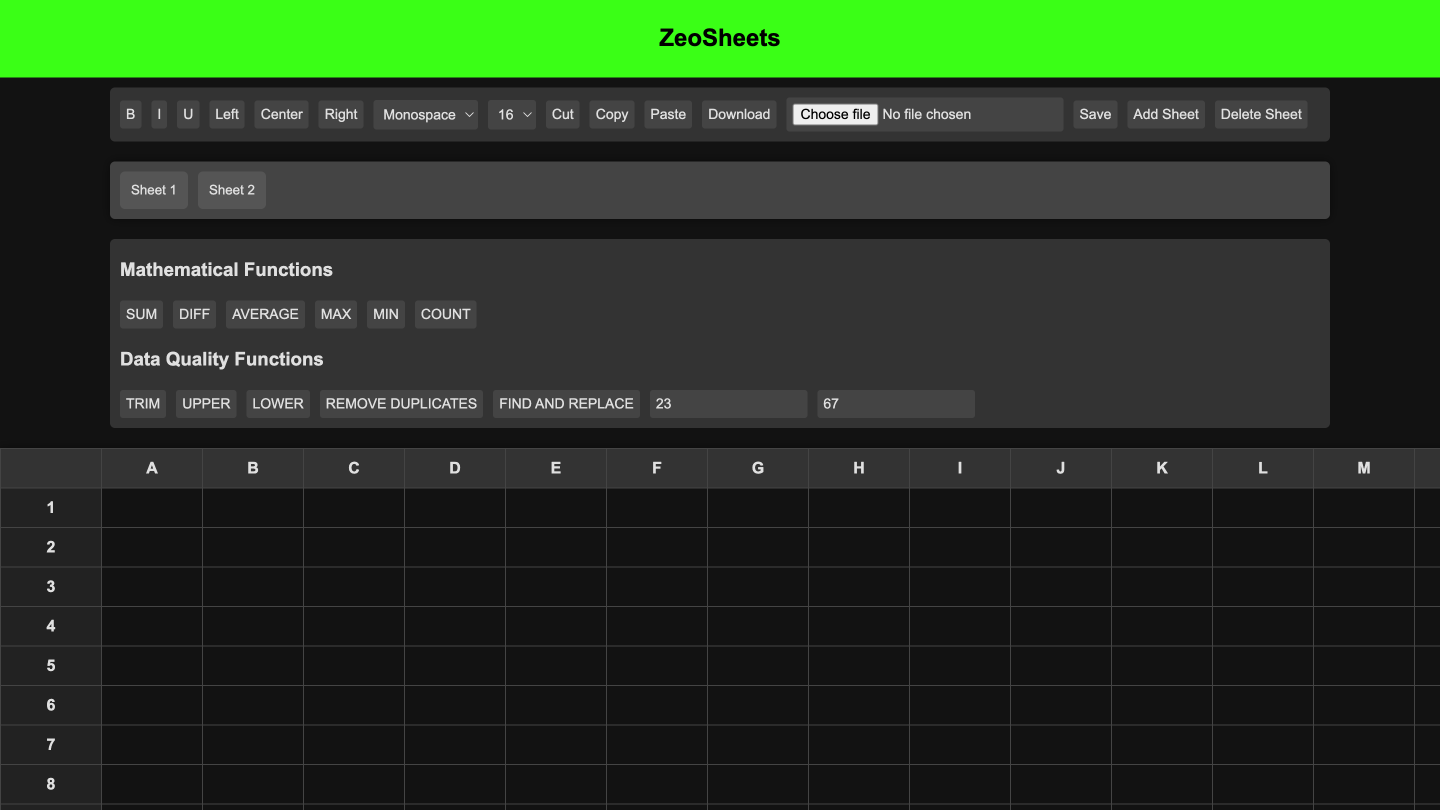 ZeoSheets
B I U Left Center Right Monospace 16 Cut Copy Paste Download Choose file No file chosen Save Add Sheet Delete Sheet
Sheet 1 Sheet 2
Mathematical Functions
SUM DIFF AVERAGE MAX MIN COUNT
Data Quality Functions
TRIM UPPER LOWER REMOVE DUPLICATES FIND AND REPLACE 23 67
A B C D E F G H I J K L M
1
2
3
4
5
6
7
8